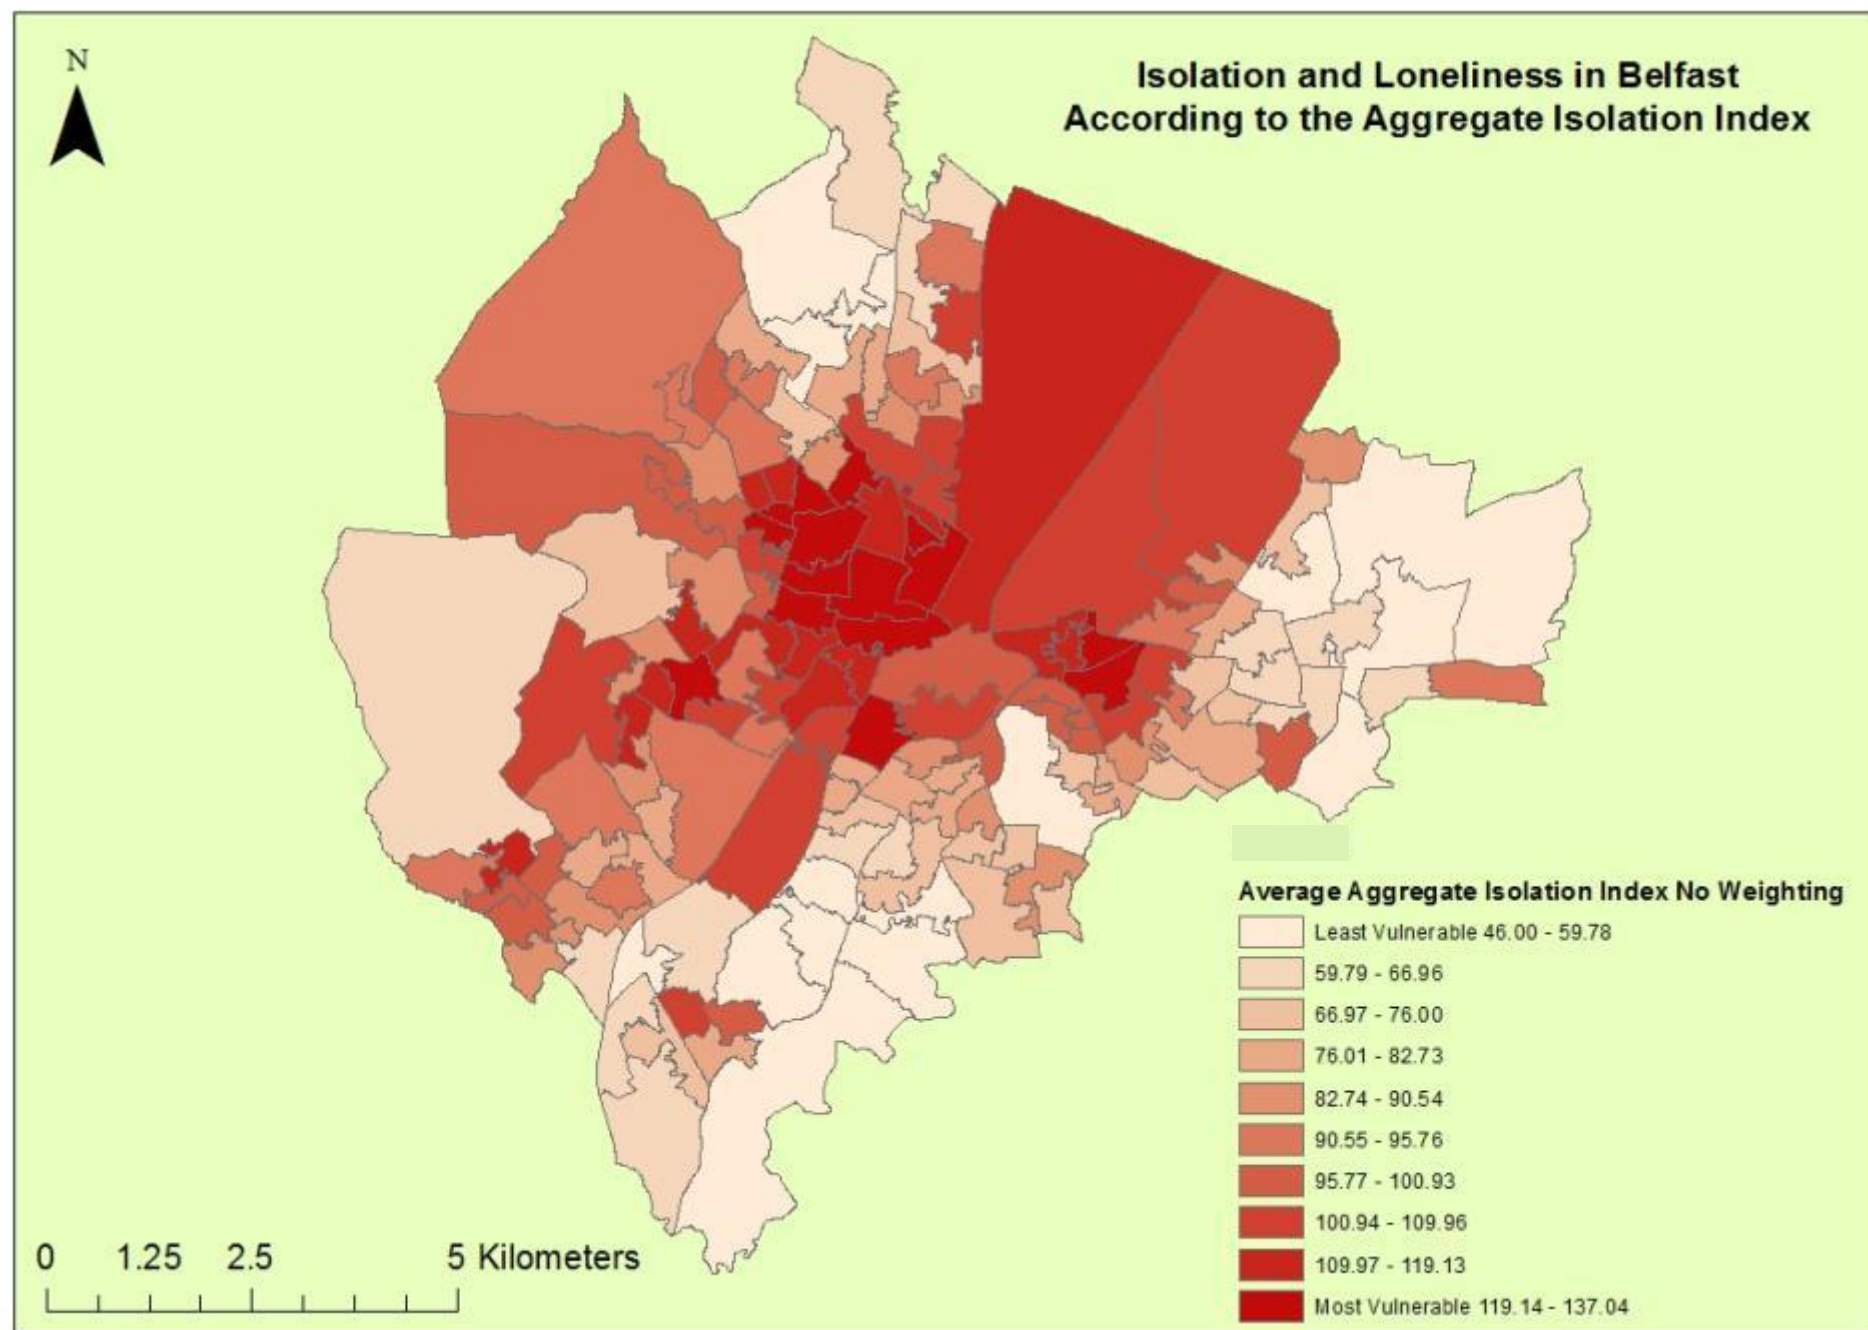 N
Isolation and Loneliness in Belfast
According to the Aggregate Isolation Index
Average Aggregate Isolation Index No Weighting
Least Vulnerable 46.00 - 59.78
59.79 - 66.96
66.97 - 76.00
76.01 - 82.73
82.74 - 90.54
90.55 - 95.76
95.77 - 100.93
100.94 - 109.96
109.97 - 119.13
Most Vulnerable 119.14 - 137.04
0 1.25 2.5 5 Kilometers